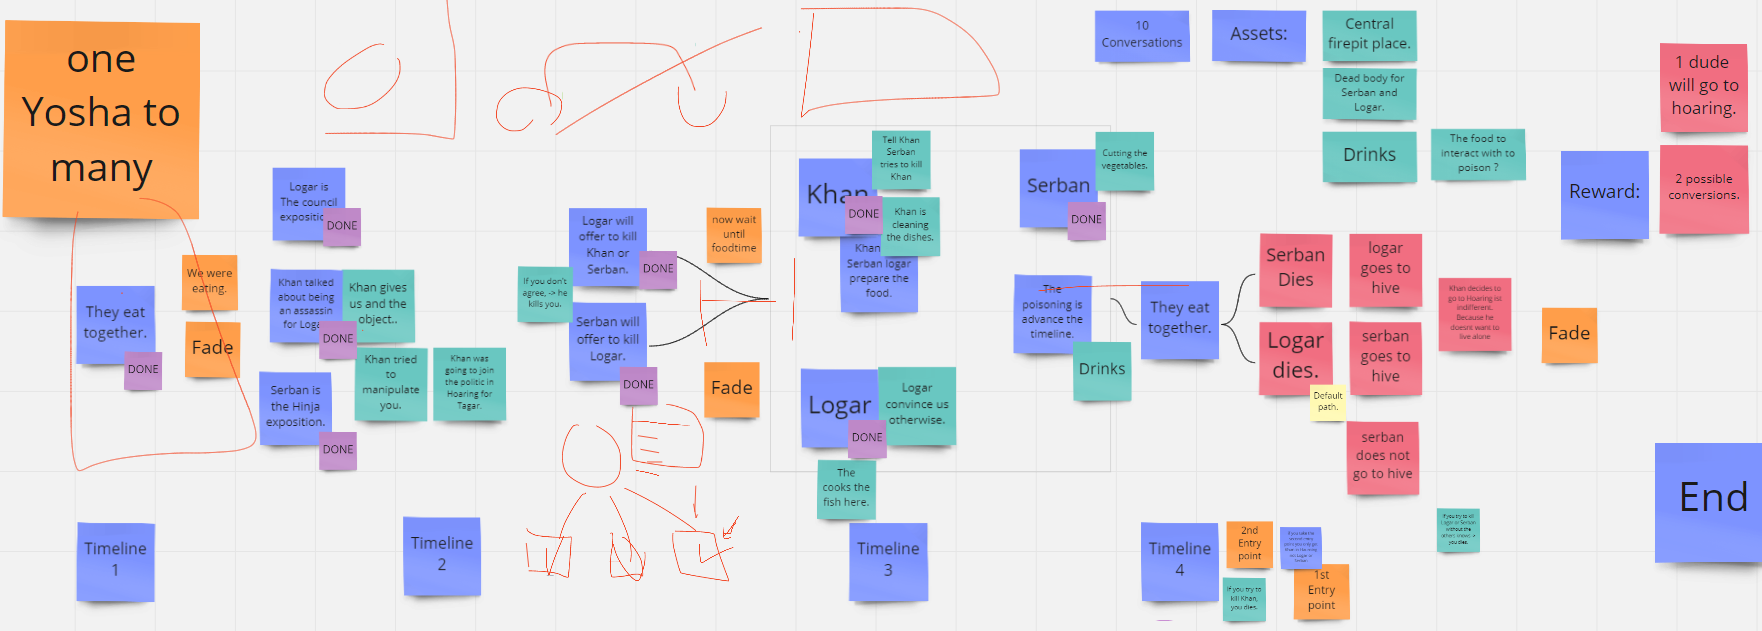 one
Yosha to
many
They eat
together.
DONE
We were
eating.
Fade
Logar is
The council
DONE
Khan talked
about being
an assassin
DONE
Khan gives
us and the
object..
Serban is
the Hinja
exposition.
DONE
Khan tried
to
manipulate
you.
Khan was
going to join
the politic in
Hoaring for
Tagar.
If you don't
agree, -> he
kills you.
Logar will
offer to kill
Khan or
Serban.
DONE
Serban will
offer to kill
Logar.
DONE
now wait
until
foodtime
Fade
Khan
DONE
Tell Khan
Serban
tries to kill
Khan
Khan is
cleaning
the dishes.
Khan
Serban logar
prepare the
food.
Logar
DONE
Logar
convince us
otherwise.
The
cooks the
fish here.
Serban
DONE
Cutting the
vegetables.
The
poisoning is
advance the
timeline.
Drinks
They eat
together.
Serban
Dies
logar
goes to
hive
Logar
dies.
Default
path.
serban
goes to
hive
serban
does not
go to hive
Khan decides to
go to Hoaring isi
indifferent.
Because he
doesnt want to
live alone
Fade
10
Conversations
Assets:
Central
firepit place.
Dead body for
Serban and
Logar.
Drinks
The food to
interact with to
poison ?
Reward:
1 dude
will go to
hoaring.
2 possible
conversions.
End
Timeline
1
Timeline
2
Timeline
3
Timeline
4
2nd
Entry
point
If you try to
kill Khan,
you dies.
1st
Entry
point
If you try to kill
Logar or Serban
without the
you dies.